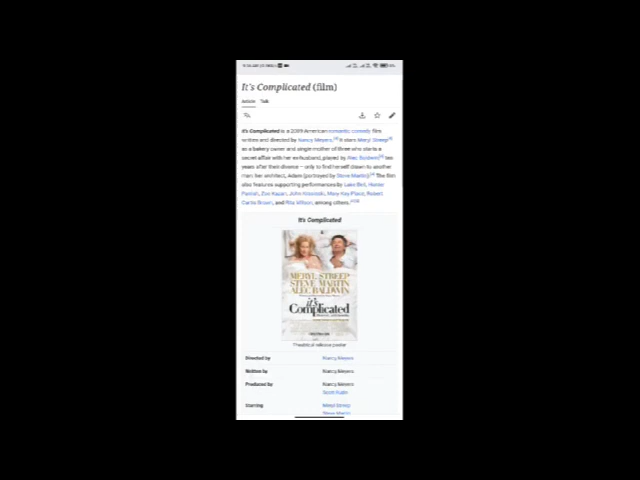 It's Complicated (film)
Article Talk
It's Complicated is a 2009 American romantic comedy film
written and directed by Nancy Meyers. It stars Meryl Streep
as a bakery owner and single mother of three who starts a
secret affair with her ex-husband, played by Alec Baldwin, ten
years after their divorce – only to find herself drawn to another
man: her architect, Adam (portrayed by Steve Martin). The film
also features supporting performances by Lake Bell, Hunter
Parrish, Zoe Kazan, John Krasinski, Mary Kay Place, Robert
Curtis Brown, and Rita Wilson, among others.
It's Complicated
MERYL STREEP
STEVE MARTIN
ALEC BALDWIN
it's
Complicated
Theatrical release poster
Directed by Nancy Meyers
Written by Nancy Meyers
Produced by Nancy Meyers
Scott Rudin
Starring Meryl Streep
Steve Martin